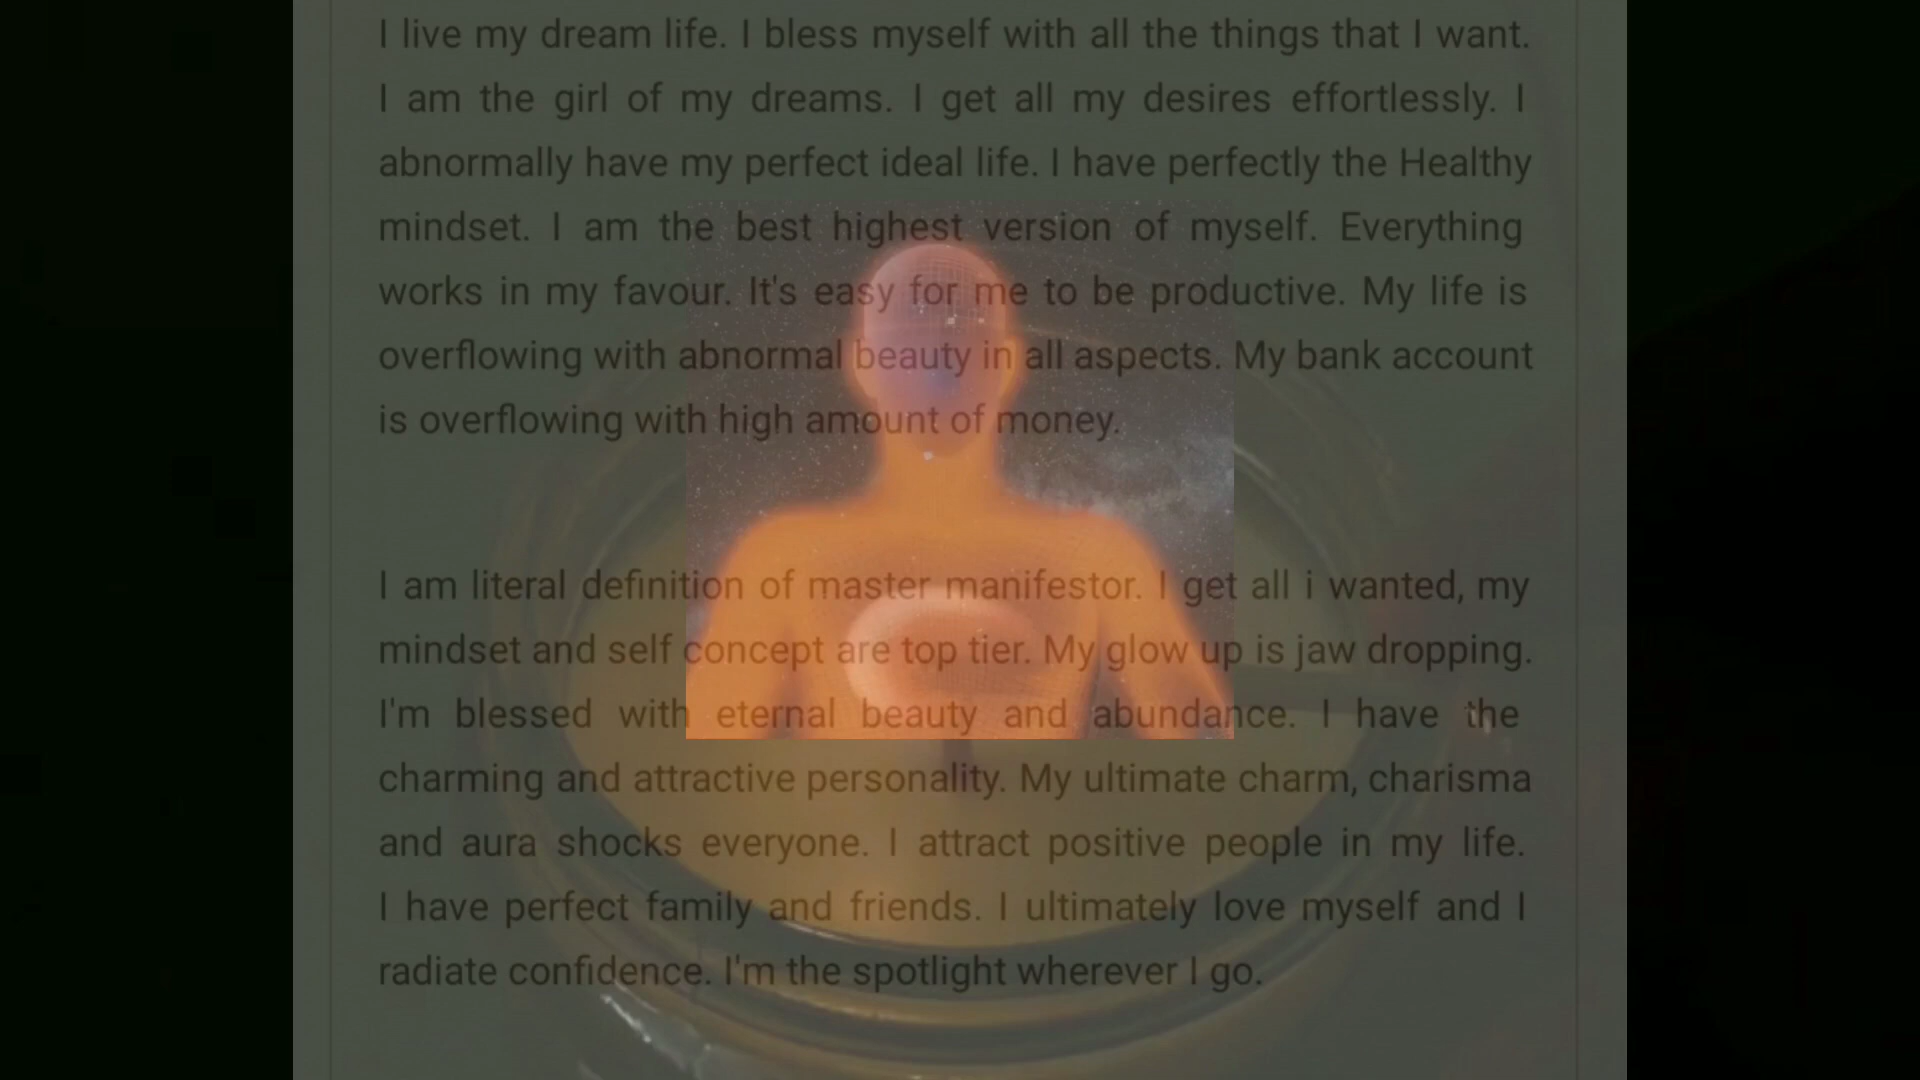 I live my dream life. I bless myself with all the things that I want.
I am the girl of my dreams. I get all my desires effortlessly. I
abnormally have my perfect ideal life. I have perfectly the Healthy
mindset. I am the best highest version of myself. Everything
works in my favour. It's easy for me to be productive. My life is
overflowing with abnormal beauty in all aspects. My bank account
is overflowing with high amount of money.
I am literal definition of master manifestor. I get all i wanted, my
mindset and self concept are top tier. My glow up is jaw dropping.
I'm blessed with eternal beauty and abundance. I have the
charming and attractive personality. My ultimate charm, charisma
and aura shocks everyone. I attract positive people in my life.
I have perfect family and friends. I ultimately love myself and I
radiate confidence. I'm the spotlight wherever I go.